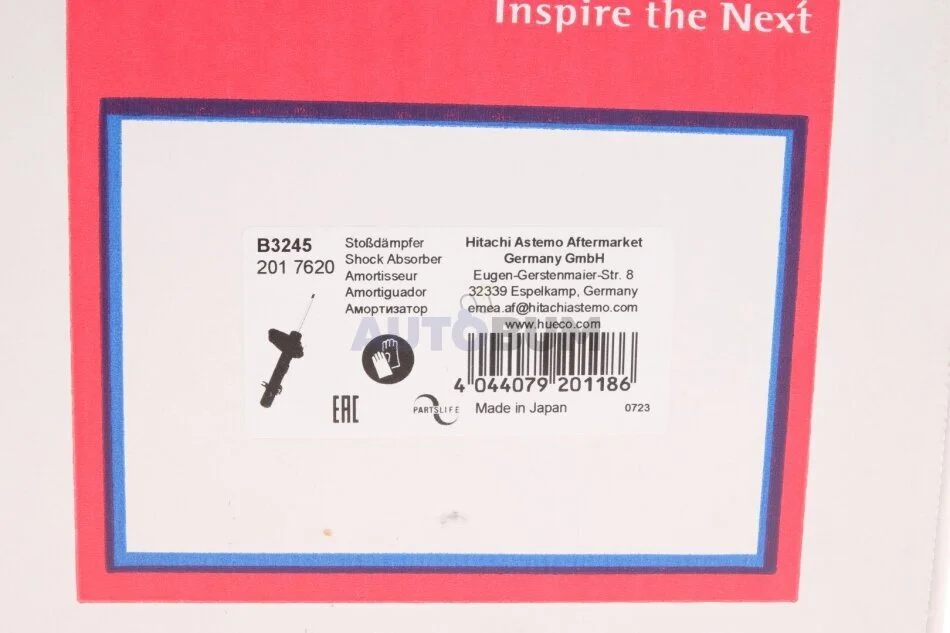 Inspire the Next
B3245
201 7620
Stoßdämpfer
Shock Absorber
Amortisseur
Amortiguador
Амортизатор
Hitachi Astemo Aftermarket
Germany GmbH
Eugen-Gerstenmaier-Str. 8
32339 Espelkamp, Germany
emea.af@hitachiastemo.com
www.hueco.com
AUTOBUM
4 044079 201186
EAC
PARTSLIFE
Made in Japan
0723